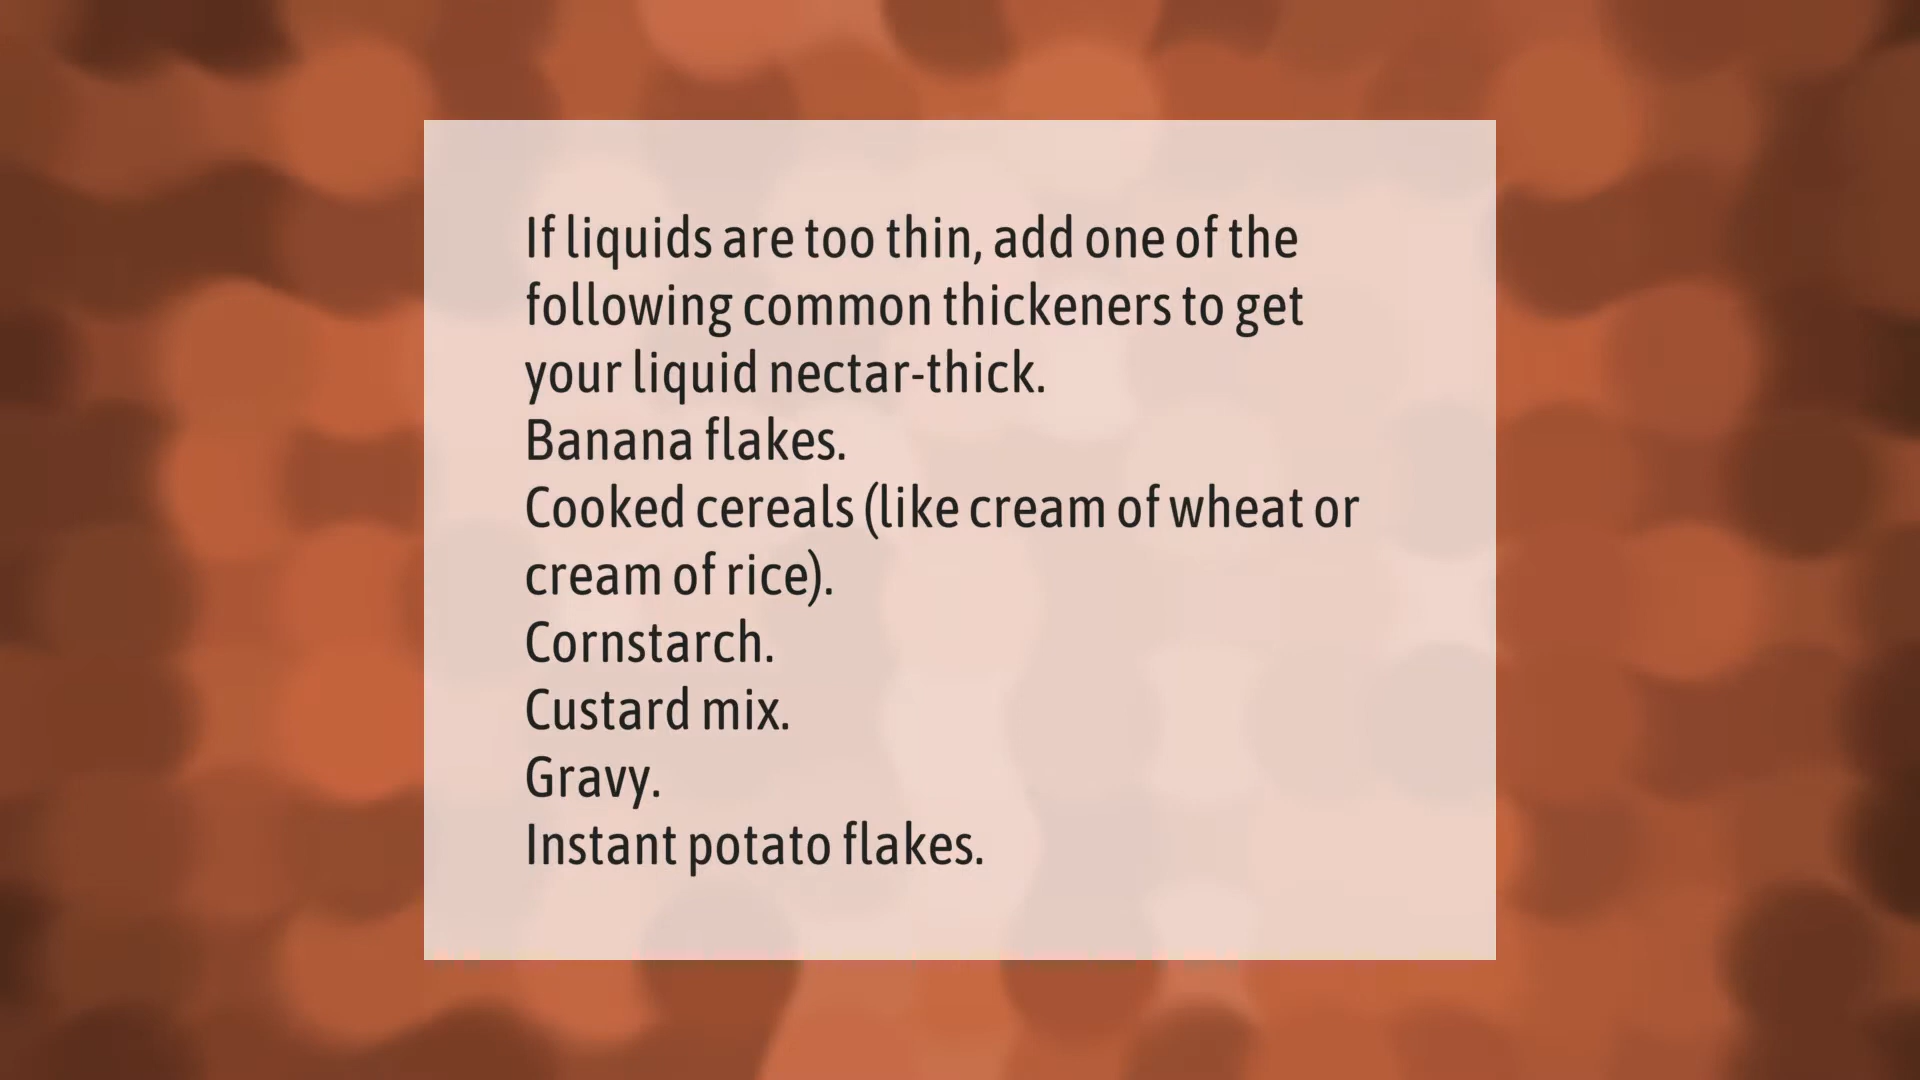 If liquids are too thin, add one of the
following common thickeners to get
your liquid nectar-thick.
Banana flakes.
Cooked cereals (like cream of wheat or
cream of rice).
Cornstarch.
Custard mix.
Gravy.
Instant potato flakes.